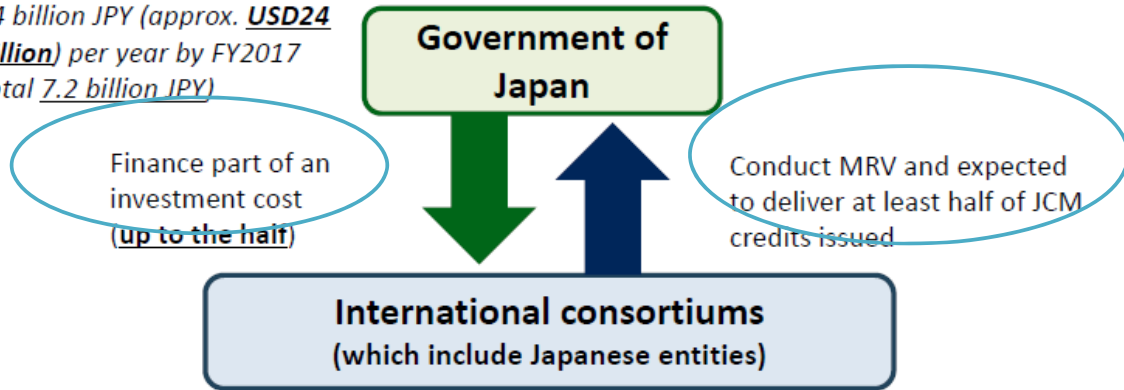 4 billion JPY (approx. USD24
llion) per year by FY2017
otal 7.2 billion JPY)
Government of
Japan
Finance part of an
investment cost
(up to the half)
Conduct MRV and expected
to deliver at least half of JCM
credits issued
International consortiums
(which include Japanese entities)